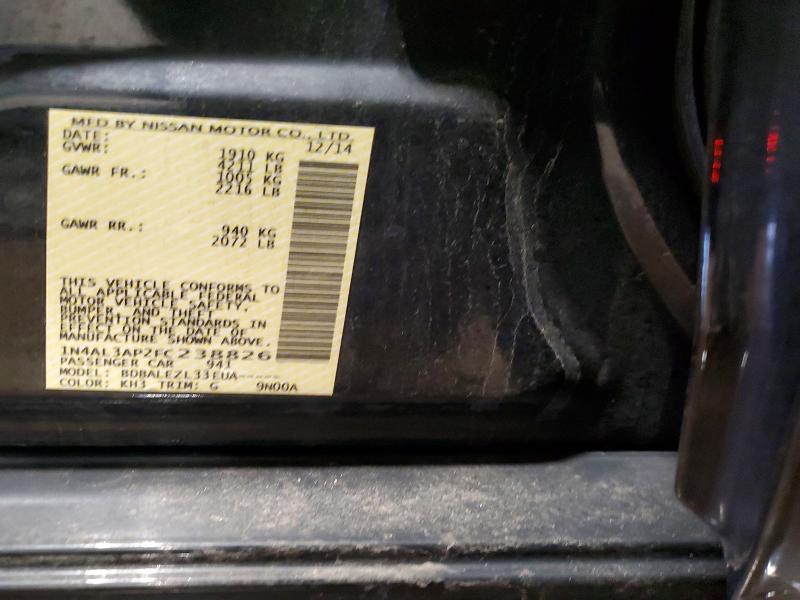 MFD BY NISSAN MOTOR CO., LTD
DATE: 12/14
GVWR: 1910 KG
4211 LB
GAWR FR.: 1005 KG
2216 LB
GAWR RR.: 940 KG
2072 LB
THIS VEHICLE CONFORMS TO
ALL APPLICABLE FEDERAL
MOTOR VEHICLE SAFETY,
BUMPER, AND THEFT
PREVENTION STANDARDS IN
EFFECT ON THE DATE OF
MANUFACTURE SHOWN ABOVE.
1N4AL3AP2FC238826
PASSENGER CAR 941
MODEL: BDBALEZL33EUA-----
COLOR: KH3 TRIM: G 9N00A